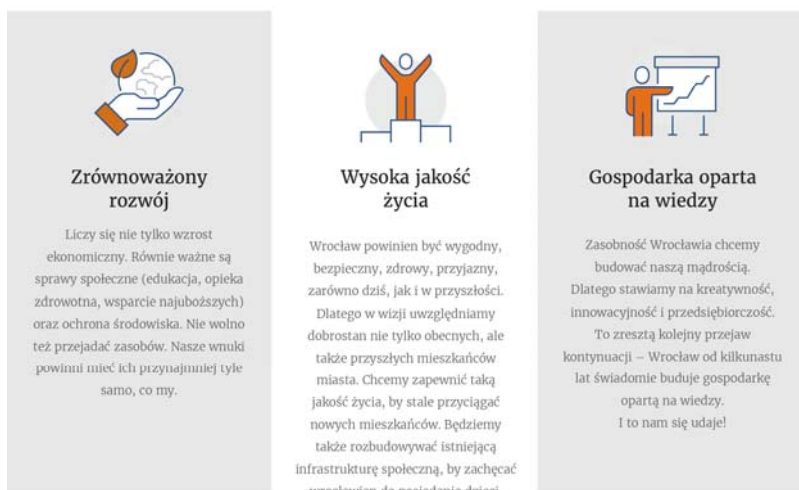 Zrównoważony
rozwój
Liczy się nie tylko wzrost
ekonomiczny. Równie ważne są
sprawy społeczne (edukacja, opieka
zdrowotna, wsparcie najuboższych)
oraz ochrona środowiska. Nie wolno
też przejadać zasobów. Nasze wnuki
powinni mieć ich przynajmniej tyle
samo, co my.
Wysoka jakość
życia
Wrocław powinien być wygodny,
bezpieczny, zdrowy, przyjazny,
zarówno dziś, jak i w przyszłości.
Dlatego w wizji uwzględniamy
dobrostan nie tylko obecnych, ale
także przyszłych mieszkańców
miasta. Chcemy zapewnić taką
jakość życia, by stale przyciągać
nowych mieszkańców. Będziemy
także rozbudowywać istniejącą
infrastrukturę społeczną, by zachęcać
wrocławian do posiadania dzieci.
Gospodarka oparta
na wiedzy
Zasobność Wrocławia chcemy
budować naszą mądrością.
Dlatego stawiamy na kreatywność,
innowacyjność i przedsiębiorczość.
To zresztą kolejny przejaw
kontynuacji – Wrocław od kilkunastu
lat świadomie buduje gospodarkę
opartą na wiedzy.
I to nam się udaje!